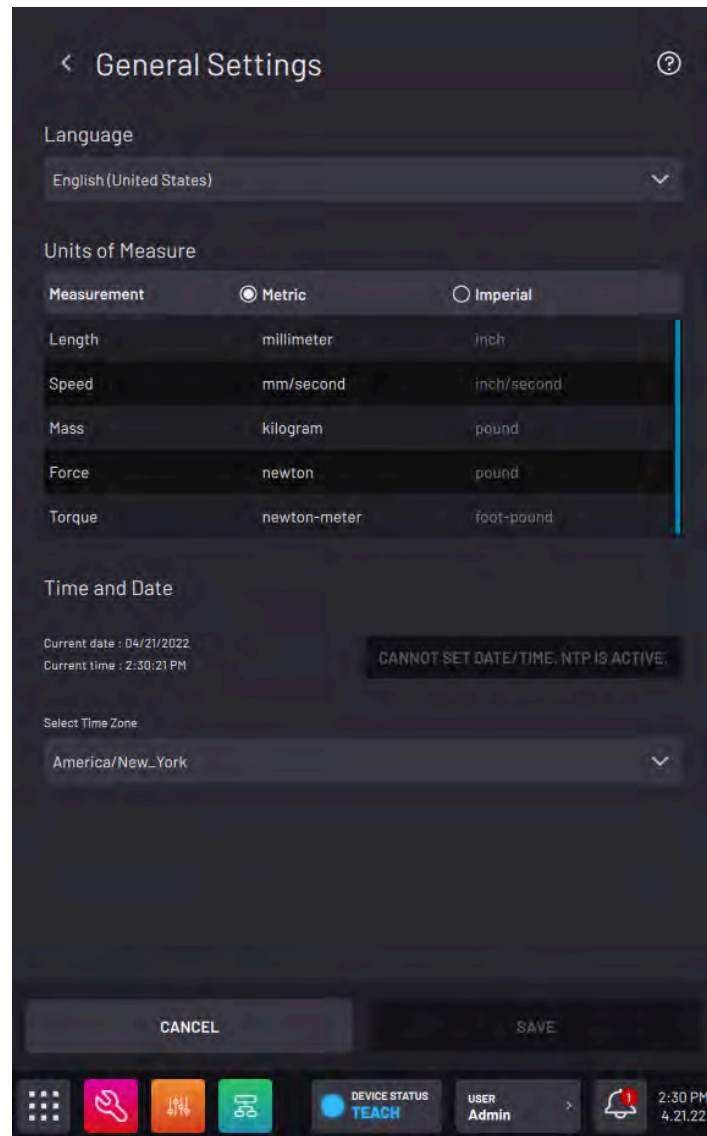 General Settings
?
Language
English (United States)
Units of Measure
Measurement Metric Imperial
Length millimeter inch
Speed mm/second inch/second
Mass kilogram pound
Force newton pound
Torque newton-meter foot-pound
Time and Date
Current date : 04/21/2022
Current time : 2:30:21 PM
CANNOT SET DATE/TIME. NTP IS ACTIVE.
Select Time Zone
America/New_York
CANCEL SAVE
DEVICE STATUS
TEACH
USER
Admin
1
2:30 PM
4.21.22